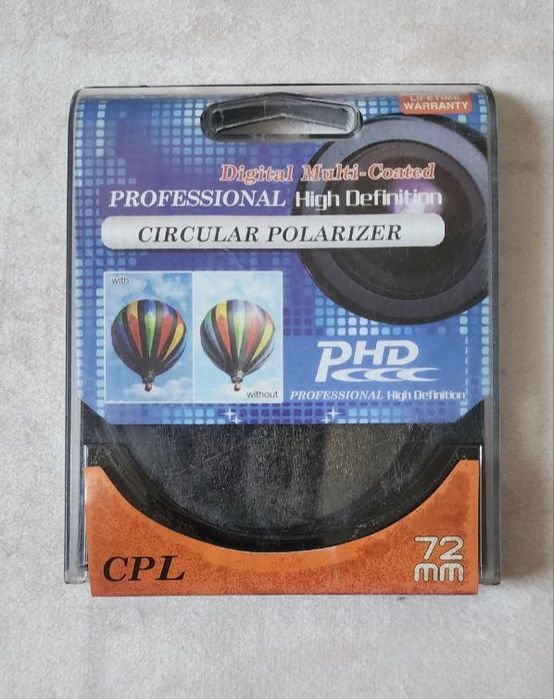 LIFETIME
WARRANTY
Digital Multi-Coated
PROFESSIONAL High Definition
CIRCULAR POLARIZER
with
without
PHD
PROFESSIONAL High Definition
CPL
72
mm